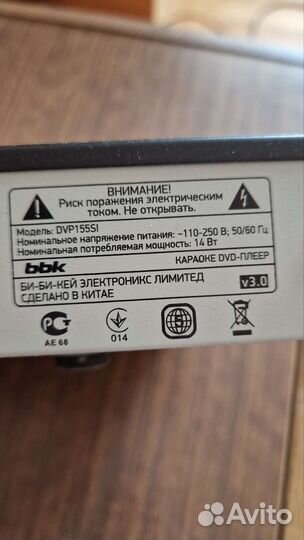 ВНИМАНИЕ!
Риск поражения электрическим
током. Не открывать.
Модель: DVP155SI
Номинальное напряжение питания: ~110-250 В; 50/60 Гц
Номинальная потребляемая мощность: 14 Вт
bbk
КАРАОКЕ DVD-ПЛЕЕР
БИ-БИ-КЕЙ ЭЛЕКТРОНИКС ЛИМИТЕД
СДЕЛАНО В КИТАЕ
v3.0
РСТ
5
АЕ 68
014
Avito